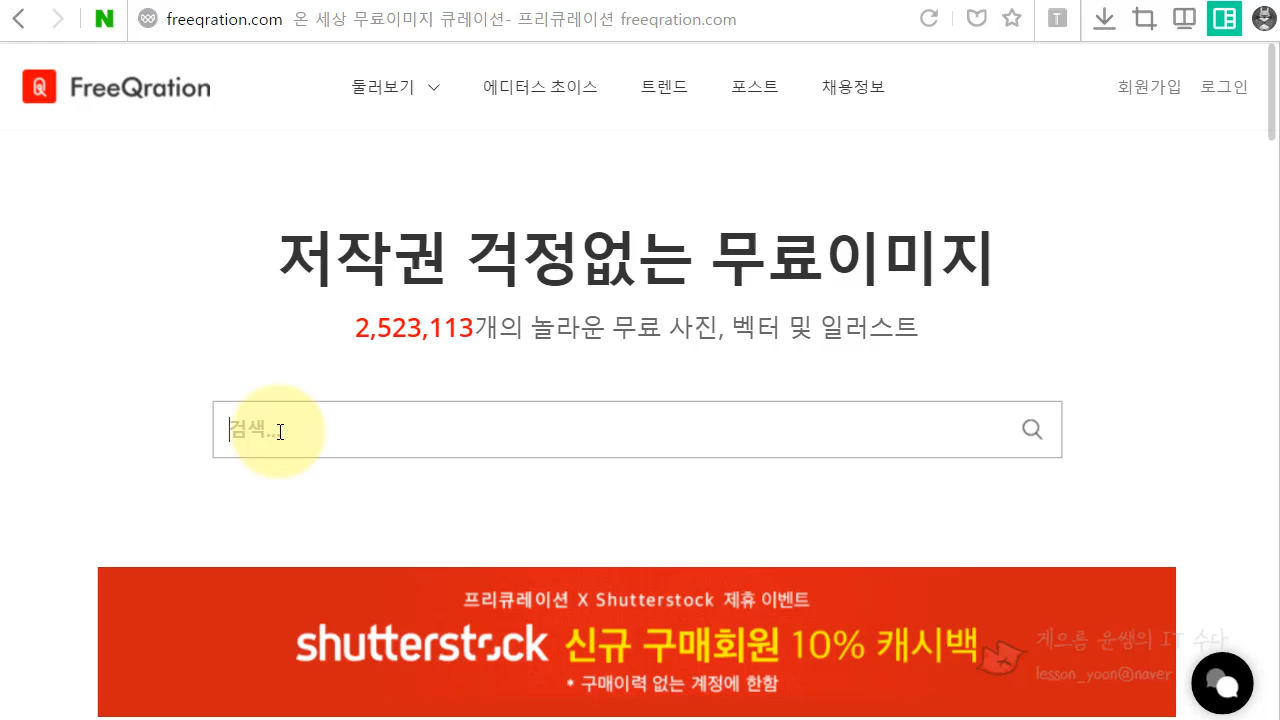 N
freeqration.com 온 세상 무료이미지 큐레이션- 프리큐레이션 freeqration.com
T
FreeQration
둘러보기 에디터스 초이스 트렌드 포스트 채용정보 회원가입 로그인
저작권 걱정없는 무료이미지
2,523,113개의 놀라운 무료 사진, 벡터 및 일러스트
검색...
프리큐레이션 X Shutterstock 제휴 이벤트
shutterstock 신규 구매회원 10% 캐시백
* 구매이력 없는 계정에 한함
게으름 윤쌤의 IT 수다
lesson_yoon@naver